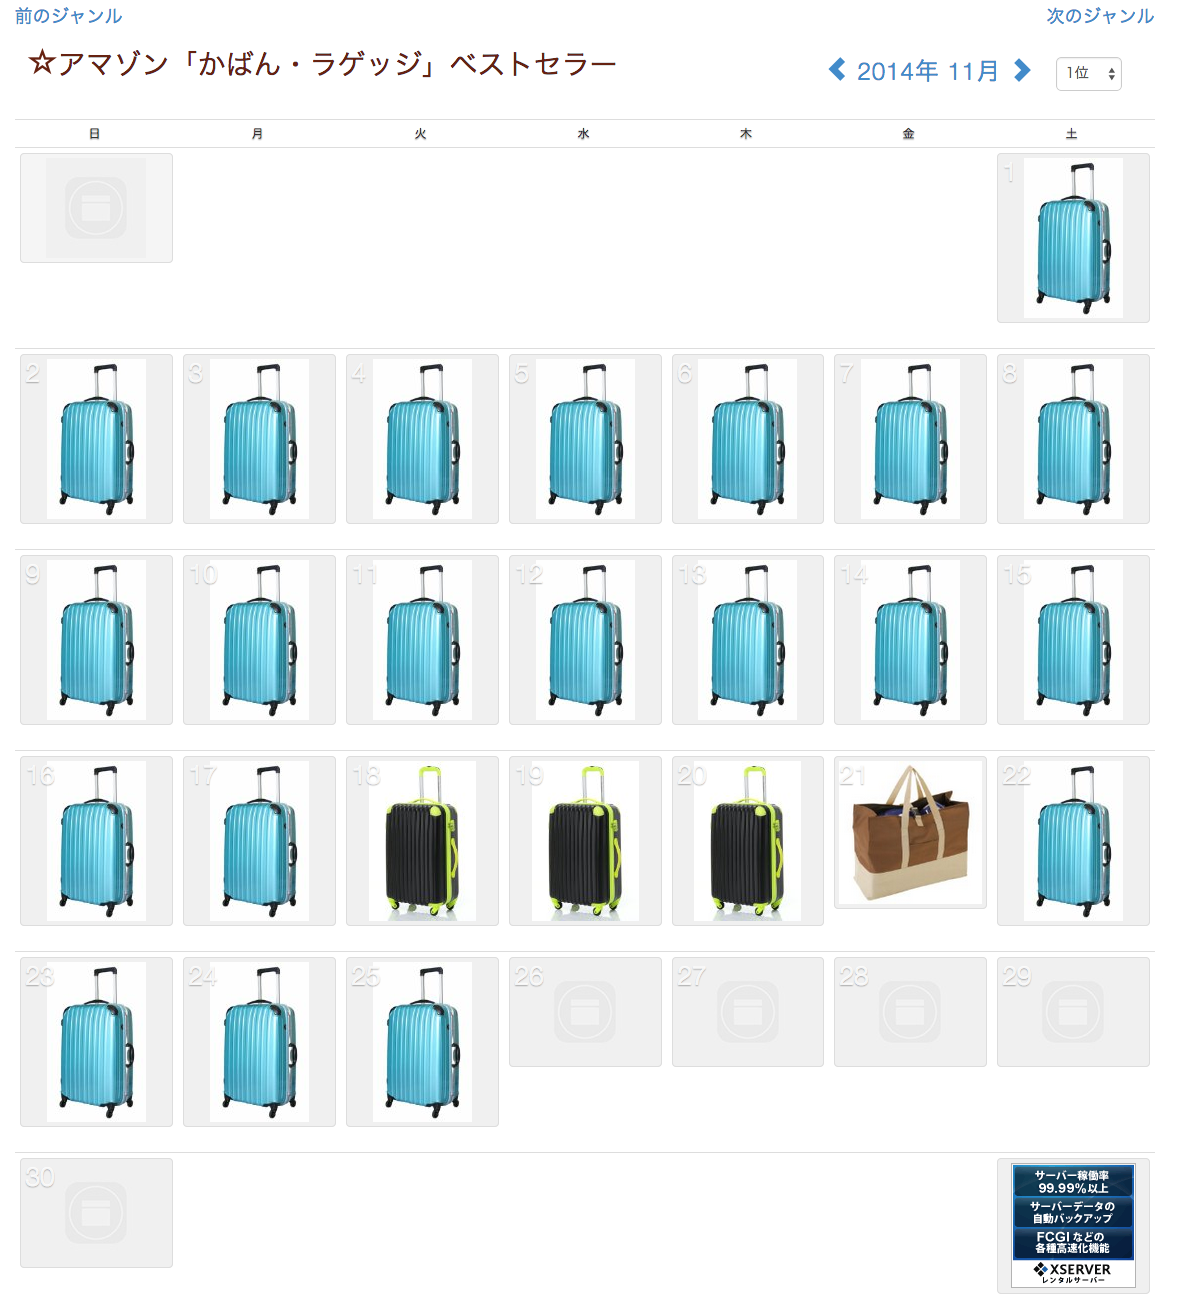 前のジャンル 次のジャンル
☆アマゾン「かばん・ラゲッジ」ベストセラー
2014年 11月
1位
日 月 火 水 木 金 土
1
2 3 4 5 6 7 8
9 10 11 12 13 14 15
16 17 18 19 20 21 22
23 24 25 26 27 28 29
30
サーバー稼働率
99.99%以上
サーバーデータの
自動バックアップ
FCGIなどの
各種高速化機能
XSERVER
レンタルサーバー